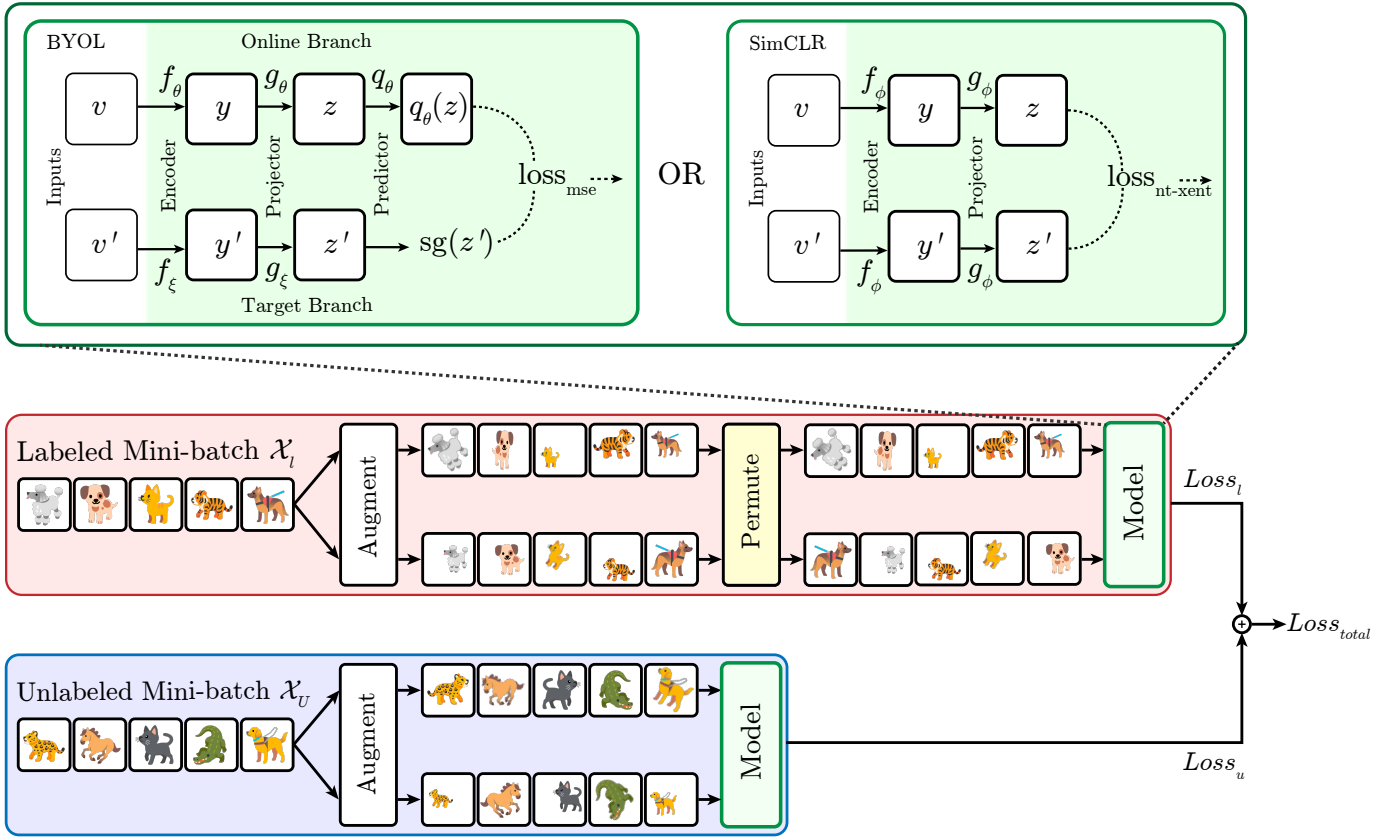 BYOL
Online Branch
f_θ g_θ q_θ
v y z q_θ(z)
Inputs
Encoder
Projector
Predictor
loss_mse
v′ y′ z′ sg(z′)
f_ξ g_ξ
Target Branch
OR
SimCLR
f_ϕ g_ϕ
v y z
Inputs
Encoder
Projector
loss_nt-xent
v′ y′ z′
f_ϕ g_ϕ
Labeled Mini-batch 𝒳_l
Augment
Permute
Model
Loss_l
+
Loss_total
Unlabeled Mini-batch 𝒳_U
Augment
Model
Loss_u